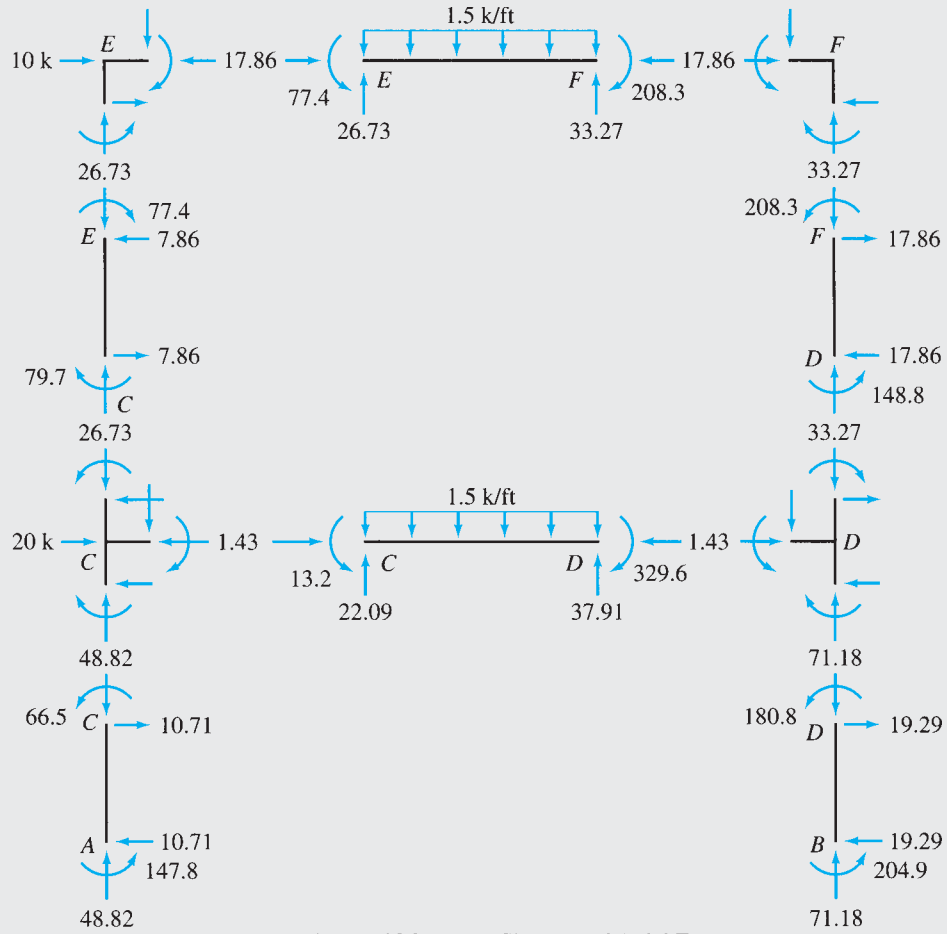 1.5 k/ft
E
F
10 k
17.86
E
F
17.86
77.4
208.3
26.73
33.27
26.73
33.27
77.4
208.3
E
7.86
F
17.86
7.86
D
17.86
79.7
C
148.8
26.73
33.27
1.5 k/ft
20 k
C
1.43
C
D
1.43
D
13.2
329.6
22.09
37.91
48.82
71.18
66.5
C
10.71
180.8
D
19.29
A
10.71
B
19.29
147.8
204.9
48.82
71.18